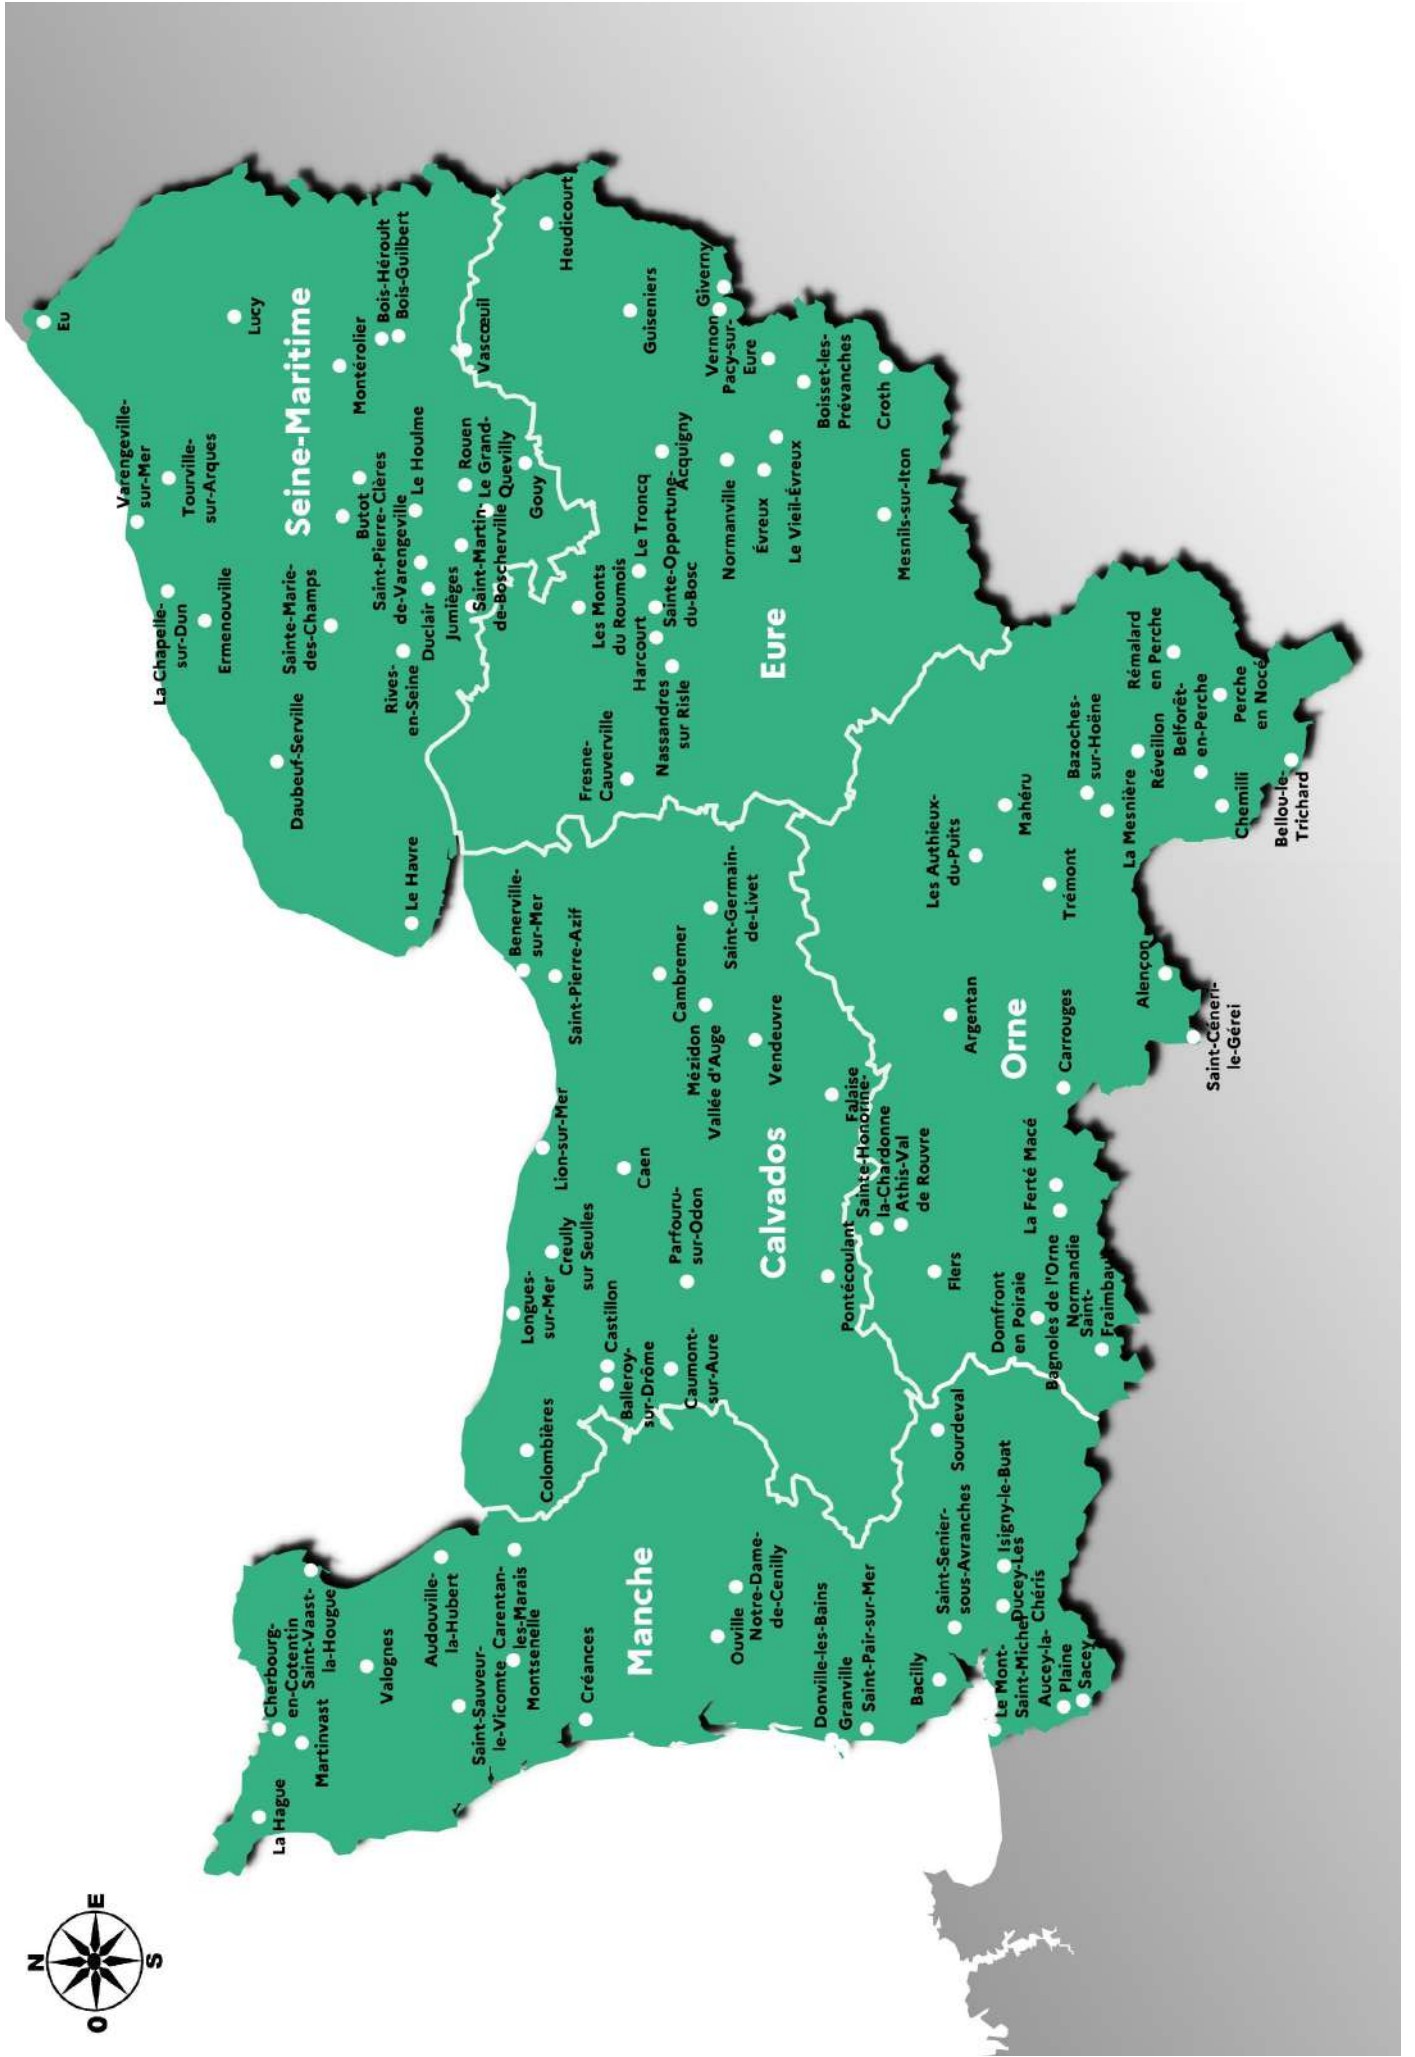 N
O
E
S
La Hague
Cherbourg-
en-Cotentin
Martinvast
Saint-Vaast-
la-Hougue
Valognes
Audouville-
la-Hubert
Saint-Sauveur-
le-Vicomte
Carentan-
les-Marais
Montsenelle
Créances
Manche
Ouville
Notre-Dame-
de-Cenilly
Donville-les-Bains
Granville
Saint-Pair-sur-Mer
Bacilly
Saint-Senier-
sous-Avranches
Sourdeval
Isigny-le-Buat
Ducey-Les
Chéris
Le Mont-
Saint-Michel
Aucey-la-
Plaine
Sacey
Colombières
Longues-
sur-Mer
Creully
sur Seulles
Lion-sur-Mer
Benerville-
sur-Mer
Saint-Pierre-Azif
Castillon
Balleroy-
sur-Drôme
Caumont-
sur-Aure
Parfouru-
sur-Odon
Caen
Cambremer
Mézidon
Vallée d'Auge
Saint-Germain-
de-Livet
Vendeuvre
Calvados
Falaise
Pontécoulant
Sainte-Honorine-
la-Chardonne
Athis-Val
de Rouvre
Flers
Domfront
en Poiraie
La Ferté Macé
Bagnoles de l'Orne
Normandie
Saint-
Fraimbault
Argentan
Orne
Carrouges
Alençon
Saint-Céneri-
le-Gérei
Les Authieux-
du-Puits
Mahéru
Trémont
Bazoches-
sur-Hoëne
La Mesnière
Réveillon
Belforêt-
en-Perche
Rémalard
en Perche
Perche
en Nocé
Chemilli
Bellou-le-
Trichard
Eu
Lucy
Varengeville-
sur-Mer
Tourville-
sur-Arques
La Chapelle-
sur-Dun
Ermenouville
Seine-Maritime
Sainte-Marie-
des-Champs
Daubeuf-Serville
Le Havre
Montérolier
Bois-Héroult
Bois-Guilbert
Butot
Saint-Pierre-
de-Varengeville
Clères
Le Houlme
Rives-
en-Seine
Duclair
Jumièges
Saint-Martin-
de-Boscherville
Rouen
Le Grand-
Quevilly
Gouy
Vascœuil
Heudicourt
Guiseniers
Giverny
Vernon
Pacy-sur-
Eure
Boisset-les-
Prévanches
Croth
Les Monts
du Roumois
Harcourt
Le Troncq
Sainte-Opportune-
du-Bosc
Acquigny
Nassandres
sur Risle
Fresne-
Cauverville
Normanville
Évreux
Le Vieil-Évreux
Eure
Mesnils-sur-Iton